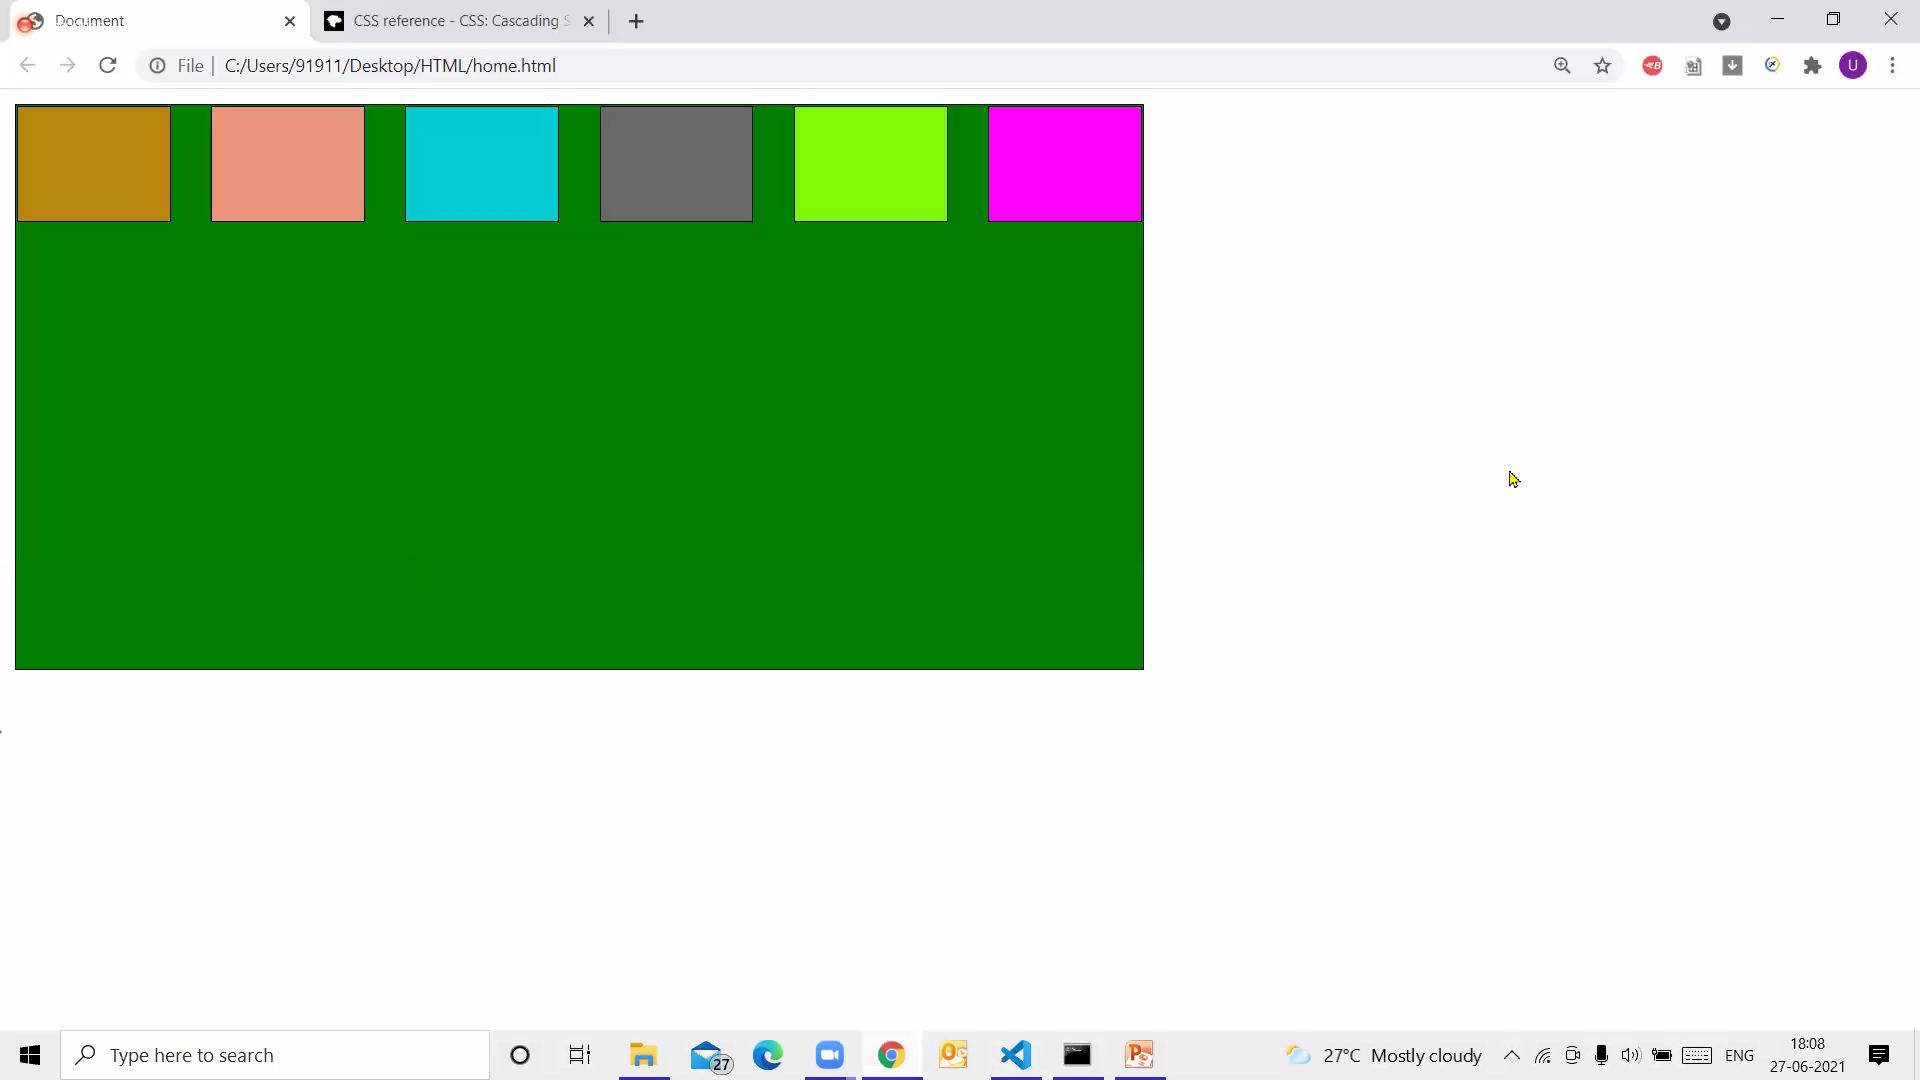 Document
CSS reference - CSS: Cascading S
File
C:/Users/91911/Desktop/HTML/home.html
U
Type here to search
27
27°C Mostly cloudy
ENG
18:08
27-06-2021